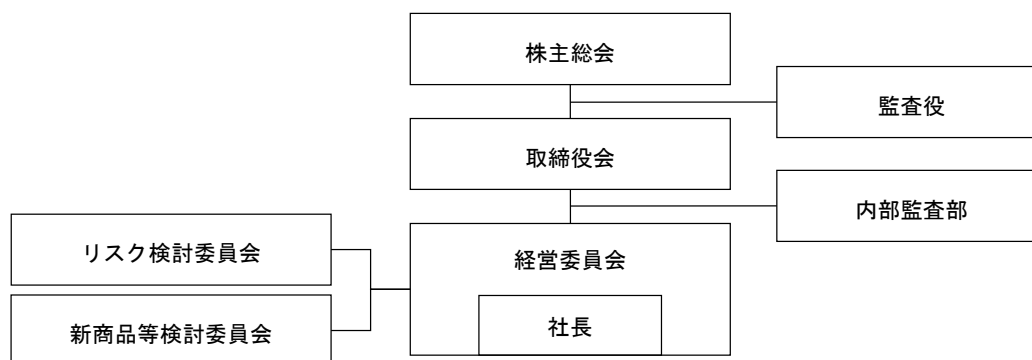 株主総会
監査役
取締役会
内部監査部
リスク検討委員会
経営委員会
新商品等検討委員会
社長